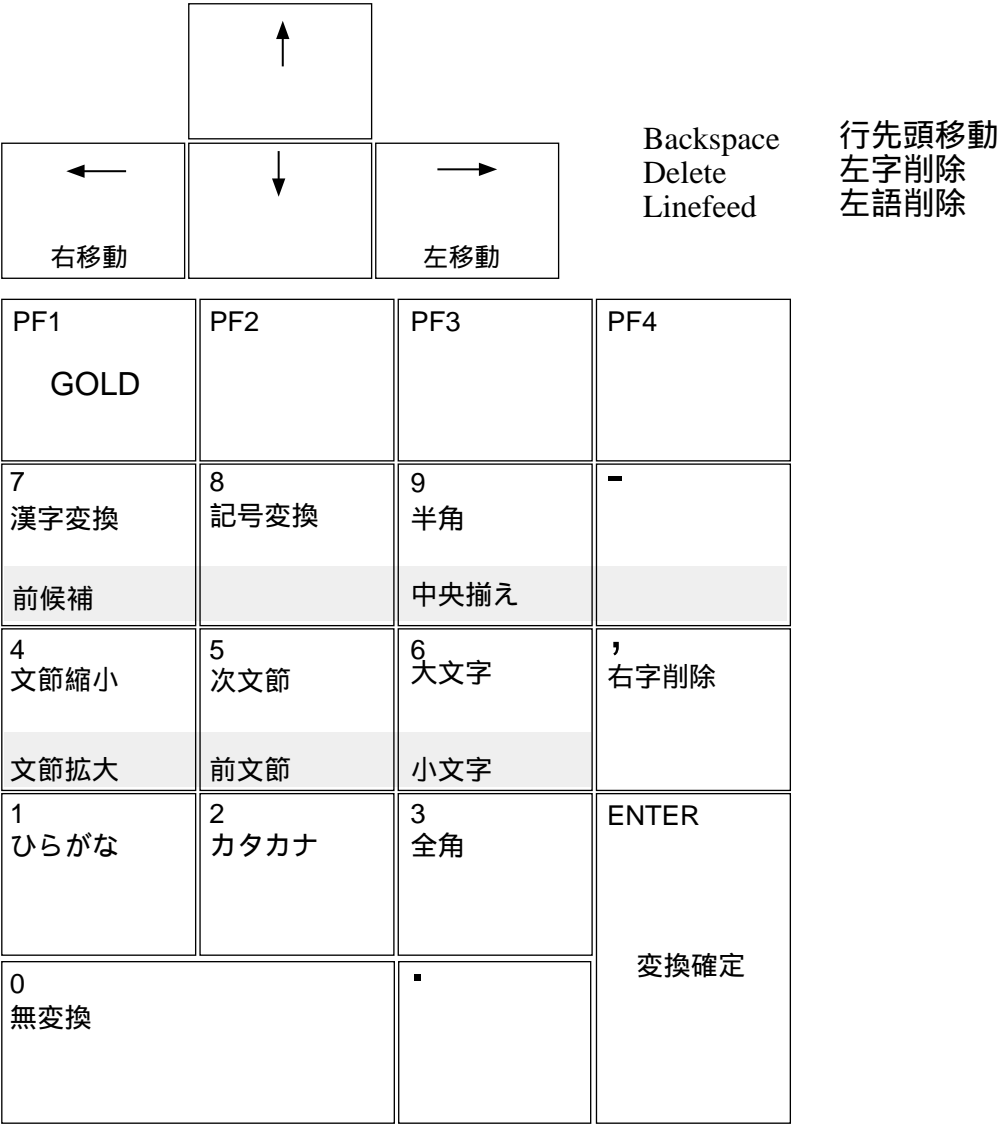 Backspace 行先頭移動
Delete 左字削除
Linefeed 左語削除
右移動 左移動
PF1 PF2 PF3 PF4
GOLD
7 8 9 -
漢字変換 記号変換 半角
前候補 中央揃え
4 5 6 ,
文節縮小 次文節 大文字 右字削除
文節拡大 前文節 小文字
1 2 3 ENTER
ひらがな カタカナ 全角
変換確定
0 .
無変換